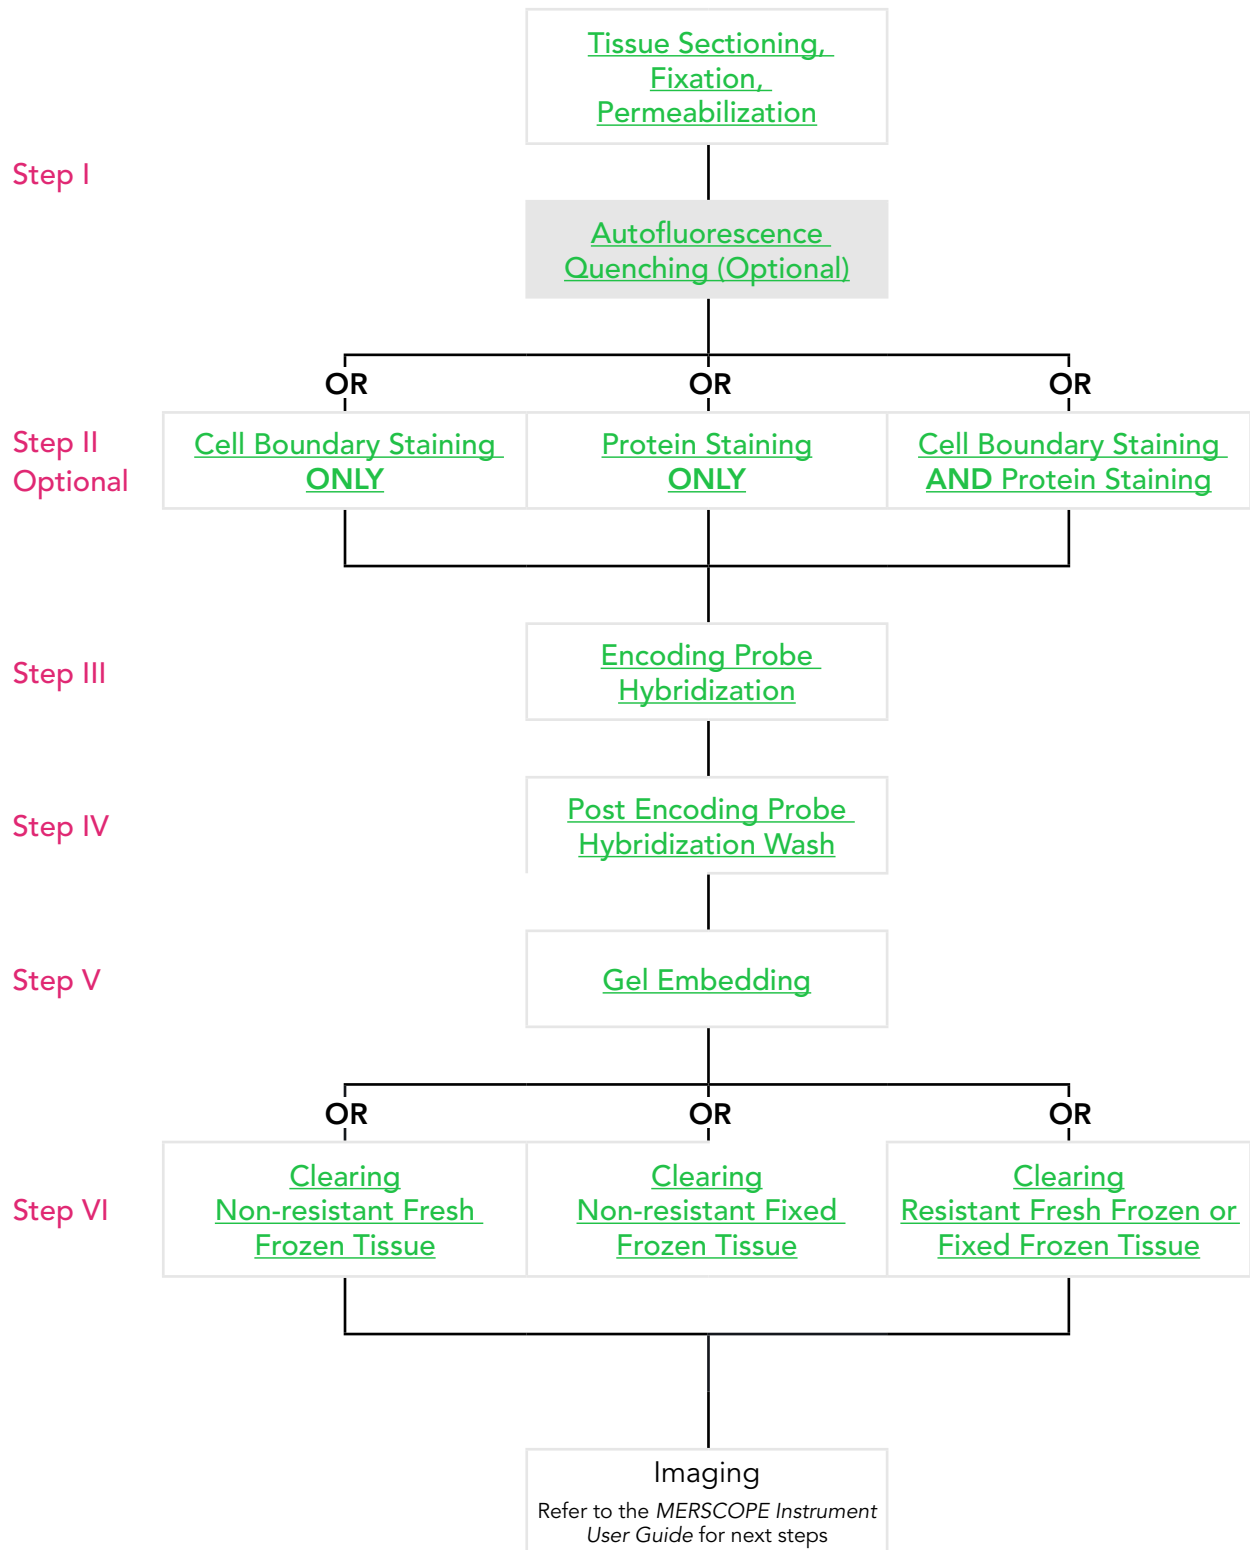 Tissue Sectioning,
Fixation,
Permeabilization
Step I
Autofluorescence
Quenching (Optional)
OR
OR
OR
Step II
Optional
Cell Boundary Staining
ONLY
Protein Staining
ONLY
Cell Boundary Staining
AND Protein Staining
Step III
Encoding Probe
Hybridization
Step IV
Post Encoding Probe
Hybridization Wash
Step V
Gel Embedding
OR
OR
OR
Step VI
Clearing
Non-resistant Fresh
Frozen Tissue
Clearing
Non-resistant Fixed
Frozen Tissue
Clearing
Resistant Fresh Frozen or
Fixed Frozen Tissue
Imaging
Refer to the MERSCOPE Instrument
User Guide for next steps